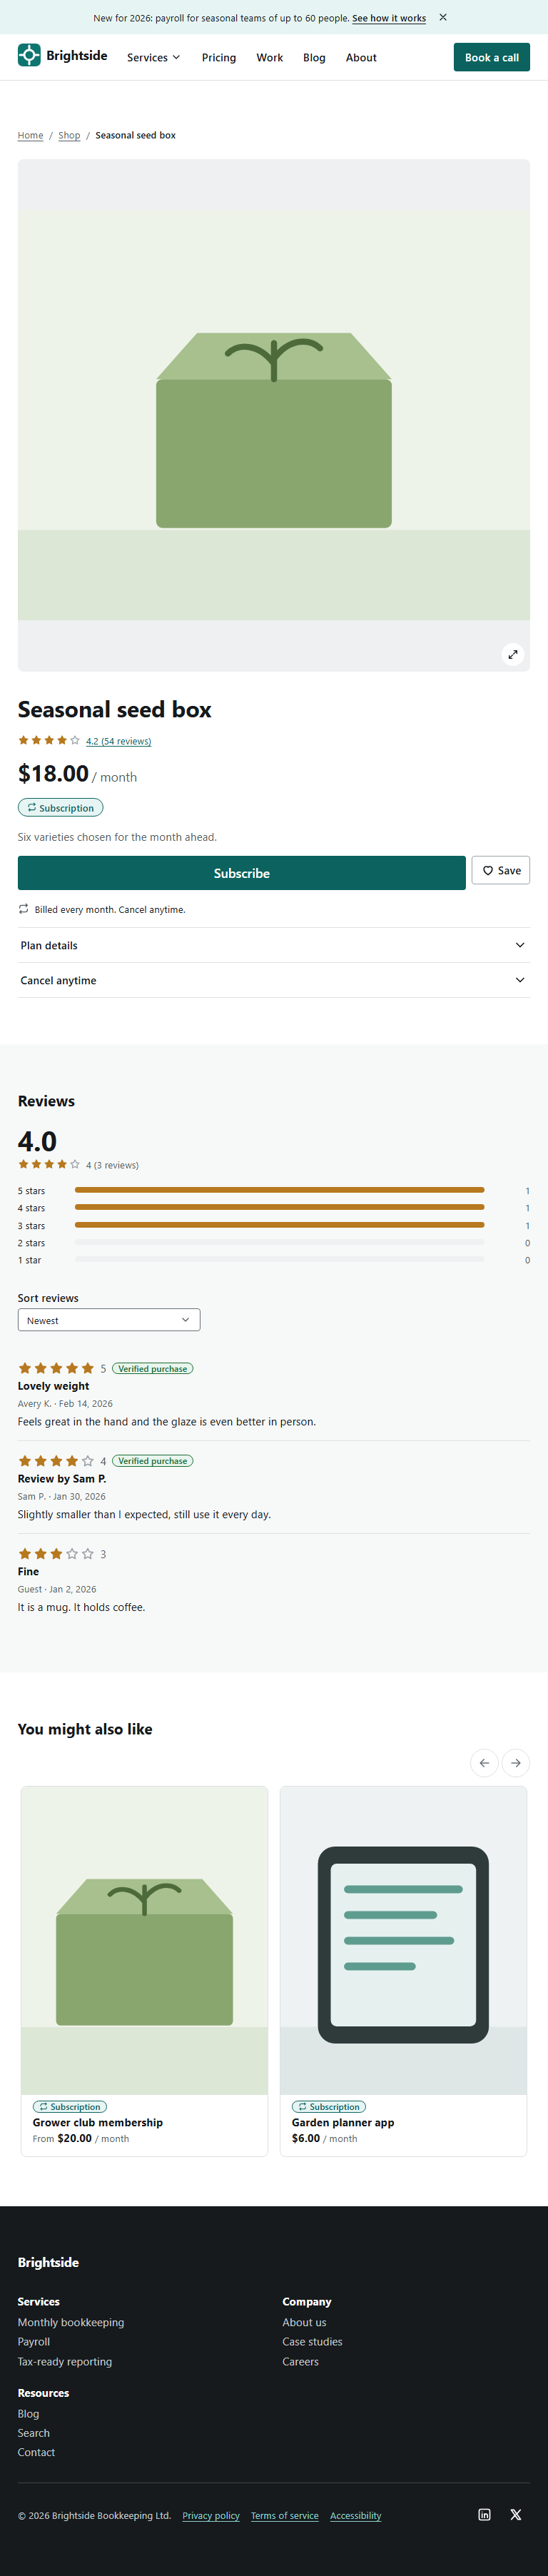 New for 2026: payroll for seasonal teams of up to 60 people. See how it works
Brightside
Services
Pricing
Work
Blog
About
Book a call
Home / Shop / Seasonal seed box
Seasonal seed box
4.2 (54 reviews)
$18.00 / month
Subscription
Six varieties chosen for the month ahead.
Subscribe
Save
Billed every month. Cancel anytime.
Plan details
Cancel anytime
Reviews
4.0
4 (3 reviews)
5 stars 1
4 stars 1
3 stars 1
2 stars 0
1 star 0
Sort reviews
Newest
5 Verified purchase
Lovely weight
Avery K. · Feb 14, 2026
Feels great in the hand and the glaze is even better in person.
4 Verified purchase
Review by Sam P.
Sam P. · Jan 30, 2026
Slightly smaller than I expected, still use it every day.
3
Fine
Guest · Jan 2, 2026
It is a mug. It holds coffee.
You might also like
Subscription
Grower club membership
From $20.00 / month
Subscription
Garden planner app
$6.00 / month
Brightside
Services
Monthly bookkeeping
Payroll
Tax-ready reporting
Company
About us
Case studies
Careers
Resources
Blog
Search
Contact
© 2026 Brightside Bookkeeping Ltd. Privacy policy Terms of service Accessibility